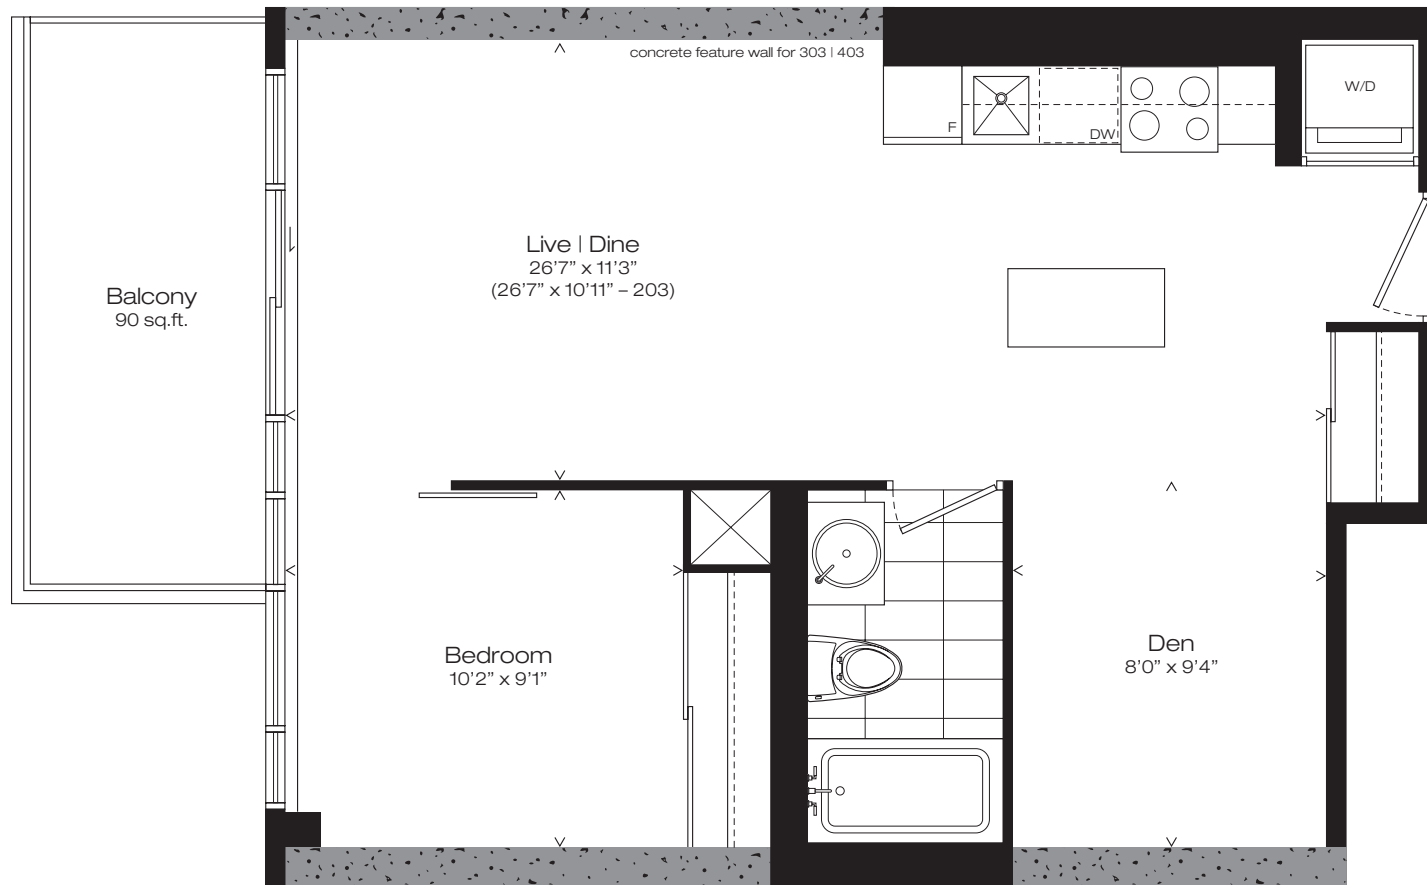 concrete feature wall for 303 | 403
W/D
F
DW
Live | Dine
26’7” x 11’3”
(26’7” x 10’11” – 203)
Balcony
90 sq.ft.
Bedroom
10’2” x 9’1”
Den
8’0” x 9’4”